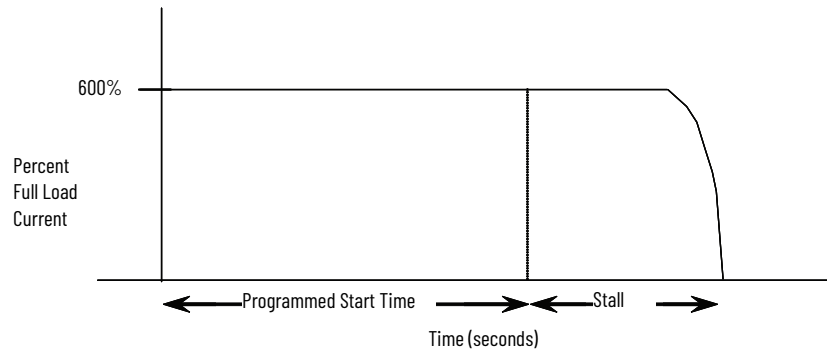 600%
Percent
Full Load
Current
Programmed Start Time
Stall
Time (seconds)